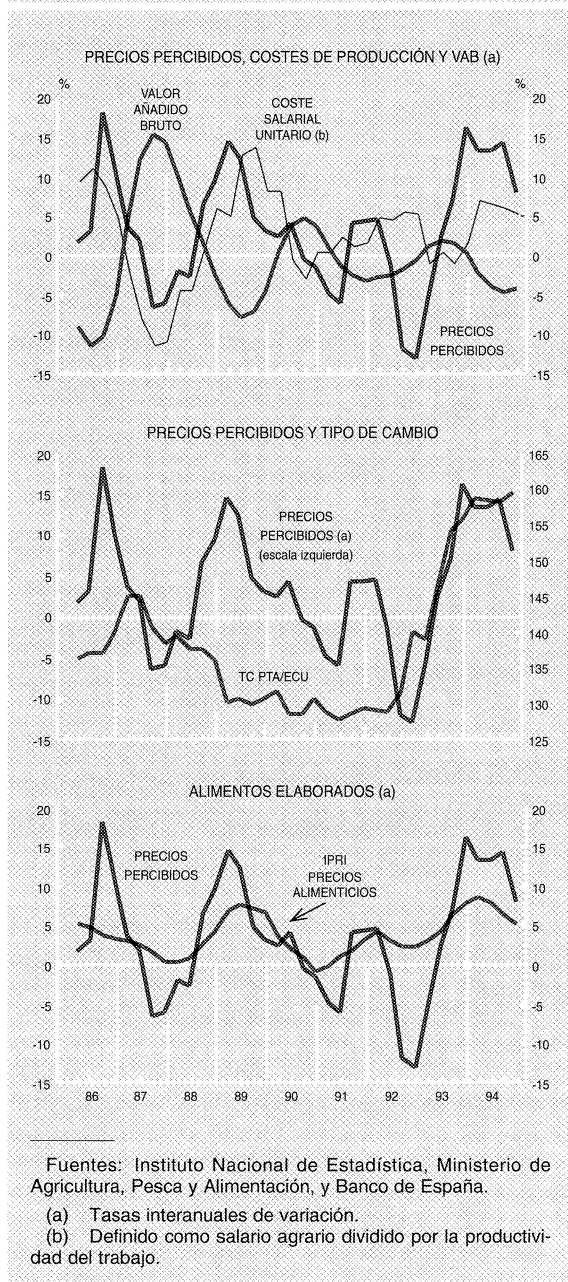 PRECIOS PERCIBIDOS, COSTES DE PRODUCCIÓN Y VAB (a)
% %
VALOR
AÑADIDO
BRUTO
COSTE
SALARIAL
UNITARIO (b)
20 20
15 15
10 10
5 5
0 0
-5 -5
-10 -10
-15 -15
PRECIOS
PERCIBIDOS
PRECIOS PERCIBIDOS Y TIPO DE CAMBIO
20 165
15 160
155
10
150
5
145
0
140
-5
135
-10 130
-15 125
PRECIOS
PERCIBIDOS (a)
(escala izquierda)
TC PTA/ECU
ALIMENTOS ELABORADOS (a)
20 20
15 15
10 10
5 5
0 0
-5 -5
-10 -10
-15 -15
PRECIOS
PERCIBIDOS
IPRI
PRECIOS
ALIMENTICIOS
86 87 88 89 90 91 92 93 94
Fuentes: Instituto Nacional de Estadística, Ministerio de
Agricultura, Pesca y Alimentación, y Banco de España.
(a) Tasas interanuales de variación.
(b) Definido como salario agrario dividido por la productivi-
dad del trabajo.